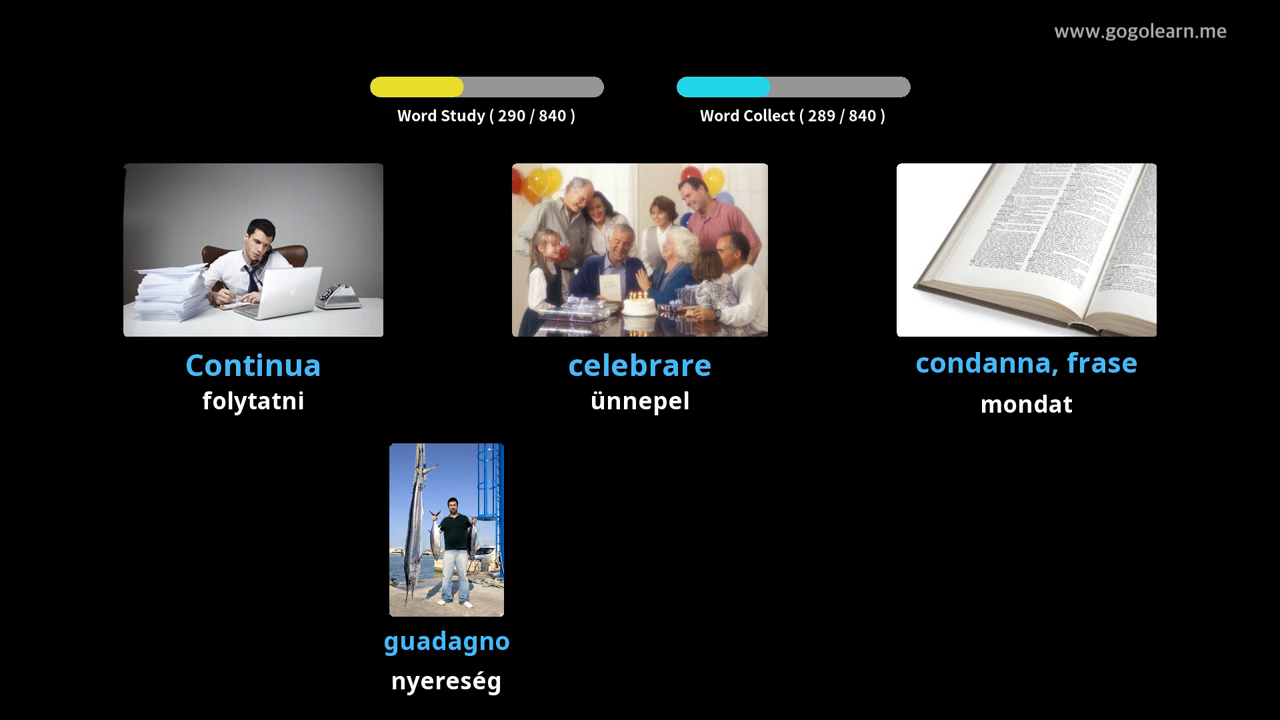 www.gogolearn.me
Word Study ( 290 / 840 )
Word Collect ( 289 / 840 )
Continua
folytatni
celebrare
ünnepel
condanna, frase
mondat
guadagno
nyereség